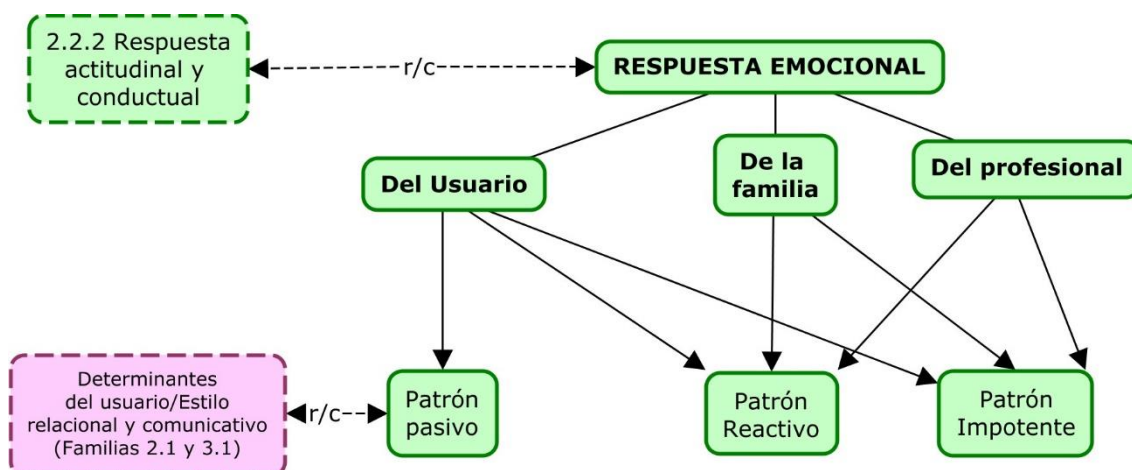 2.2.2 Respuesta
actitudinal y
conductual
r/c
RESPUESTA EMOCIONAL
Del Usuario
De la
familia
Del profesional
Determinantes
del usuario/Estilo
relacional y comunicativo
(Familias 2.1 y 3.1)
r/c
Patrón
pasivo
Patrón
Reactivo
Patrón
Impotente